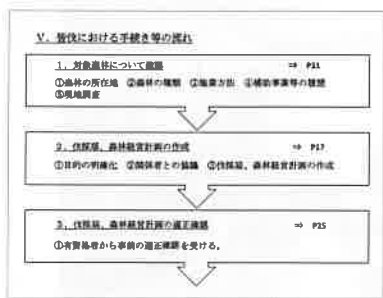 Ⅴ．皆伐における手続き等の流れ
１．対象森林について確認 ⇒ P11
①森林の所在地 ②森林の種類 ③施業方法 ④補助事業等の履歴
⑤現地調査
２．伐採届、森林経営計画の作成 ⇒ P17
①目的の明確化 ②関係者との協議 ③伐採届、森林経営計画の作成
３．伐採届、森林経営計画の適正確認 ⇒ P25
①有資格者から事前の適正確認を受ける。